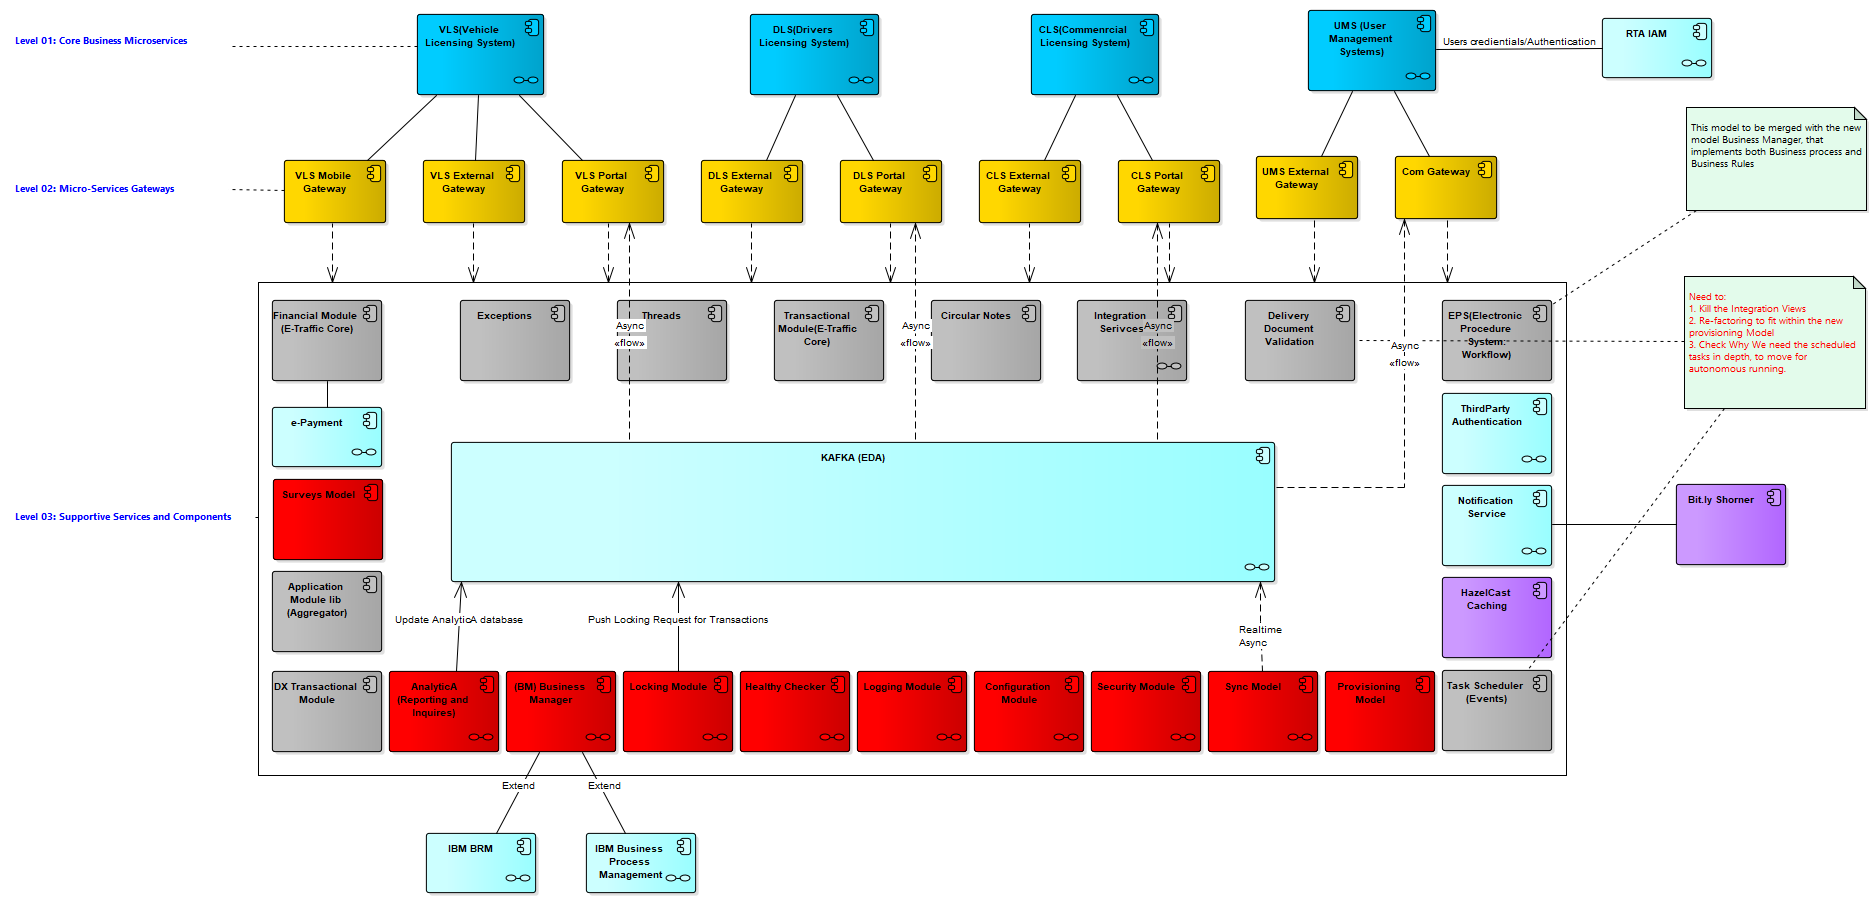 Level 01: Core Business Microservices
VLS(Vehicle
Licensing System)
DLS(Drivers
Licensing System)
CLS(Commenrcial
Licensing System)
UMS (User
Management
Systems)
Users credientials/Authentication
RTA IAM
This model to be merged with the new
model Business Manager, that
implements both Business process and
Business Rules
Level 02: Micro-Services Gateways
VLS Mobile
Gateway
VLS External
Gateway
VLS Portal
Gateway
DLS External
Gateway
DLS Portal
Gateway
CLS External
Gateway
CLS Portal
Gateway
UMS External
Gateway
Com Gateway
Financial Module
(E-Traffic Core)
Exceptions
Threads
Async
«flow»
Transactional
Module(E-Traffic
Core)
Async
«flow»
Circular Notes
Integration
Serivces
Async
«flow»
Delivery
Document
Validation
Async
«flow»
EPS(Electronic
Procedure
System:
Workflow)
Need to:
1. Kill the Integration Views
2. Re-factoring to fit within the new
provisioning Model
3. Check Why We need the scheduled
tasks in depth, to move for
autonomous running.
e-Payment
KAFKA (EDA)
ThirdParty
Authentication
Surveys Model
Level 03: Supportive Services and Components
Notification
Service
Bit.ly Shorner
Application
Module lib
(Aggregator)
HazelCast
Caching
Update AnalyticA database
Push Locking Request for Transactions
Realtime
Async
DX Transactional
Module
AnalyticA
(Reporting and
Inquires)
(BM) Business
Manager
Locking Module
Healthy Checker
Logging Module
Configuration
Module
Security Module
Sync Model
Provisioning
Model
Task Scheduler
(Events)
Extend
Extend
IBM BRM
IBM Business
Process
Management